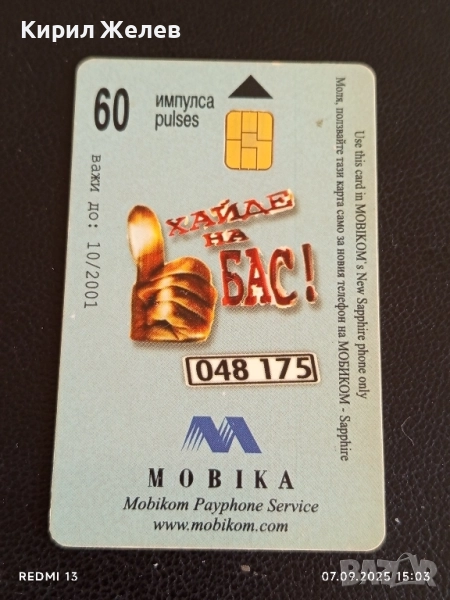 Кирил Желев
60
импулса
pulses
важи до: 10/2001
Use this card in MOBIKOM`s New Sapphire phone only
Моля, ползвайте тази карта само за новия телефон на МОБИКОМ - Sapphire
ХАЙДЕ
НА
БАС!
048 175
MOBIKA
Mobikom Payphone Service
www.mobikom.com
REDMI 13
07.09.2025 15:03
BAZAR